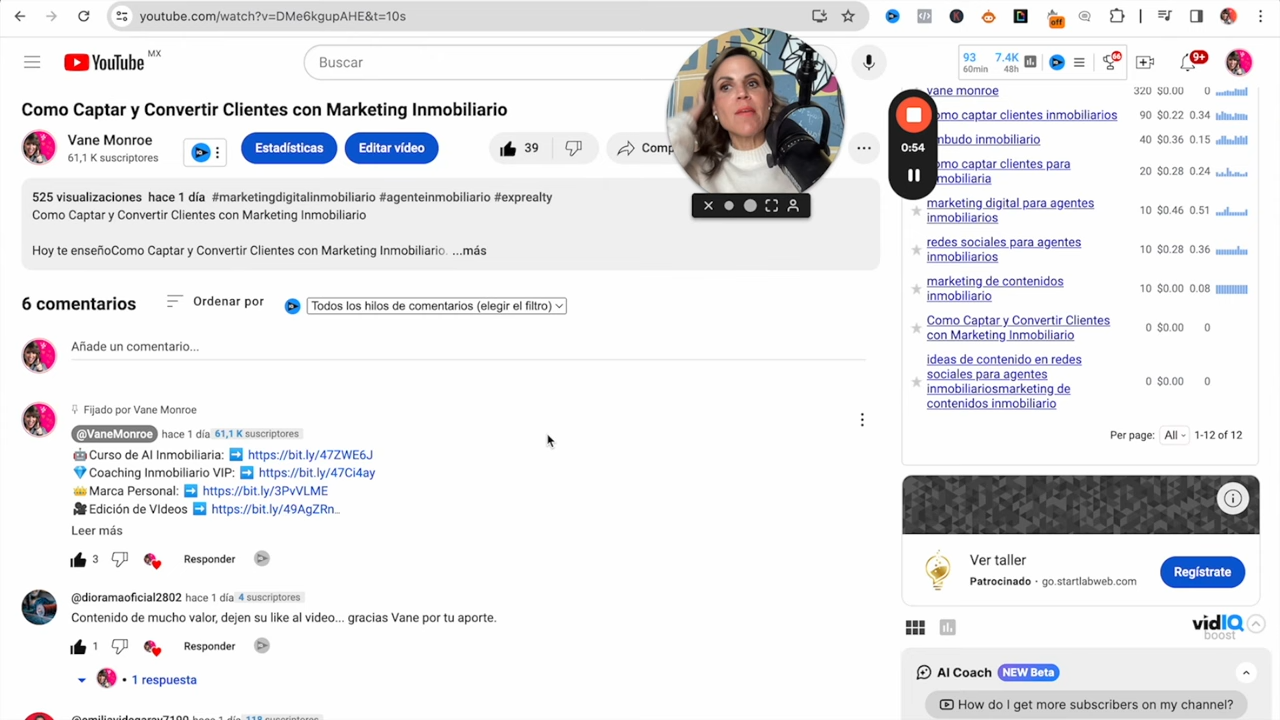 youtube.com/watch?v=DMe6kgupAHE&t=10s
off
YouTube MX
Buscar
93 60min
7.4K 48h
66
9+
Como Captar y Convertir Clientes con Marketing Inmobiliario
Vane Monroe
61,1 K suscriptores
Estadísticas
Editar vídeo
39
Comp
525 visualizaciones hace 1 día #marketingdigitalinmobiliario #agenteinmobiliario #exprealty
Como Captar y Convertir Clientes con Marketing Inmobiliario
Hoy te enseñoComo Captar y Convertir Clientes con Marketing Inmobiliario. ...más
6 comentarios
Ordenar por
Todos los hilos de comentarios (elegir el filtro)
Añade un comentario...
Fijado por Vane Monroe
@VaneMonroe hace 1 día 61,1 K suscriptores
🤖Curso de AI Inmobiliaria: ➡️ https://bit.ly/47ZWE6J
💎Coaching Inmobiliario VIP: ➡️ https://bit.ly/47Ci4ay
👑Marca Personal: ➡️ https://bit.ly/3PvVLME
🎥Edición de VIdeos ➡️ https://bit.ly/49AgZRn...
Leer más
3
Responder
@dioramaoficial2802 hace 1 día 4 suscriptores
Contenido de mucho valor, dejen su like al video... gracias Vane por tu aporte.
1
Responder
• 1 respuesta
0:54
vane monroe 320 $0.00 0
omo captar clientes inmobiliarios 90 $0.22 0.34
mbudo inmobiliario 40 $0.36 0.15
omo captar clientes para
mobiliaria 20 $0.28 0.24
marketing digital para agentes
inmobiliarios 10 $0.46 0.51
redes sociales para agentes
inmobiliarios 10 $0.28 0.36
marketing de contenidos
inmobiliario 10 $0.00 0.08
Como Captar y Convertir Clientes
con Marketing Inmobiliario 0 $0.00 0
ideas de contenido en redes
sociales para agentes
inmobiliariosmarketing de
contenidos inmobiliario 0 $0.00 0
Per page: All 1-12 of 12
Ver taller
Patrocinado · go.startlabweb.com
Regístrate
vidIQ
boost
AI Coach NEW Beta
How do I get more subscribers on my channel?